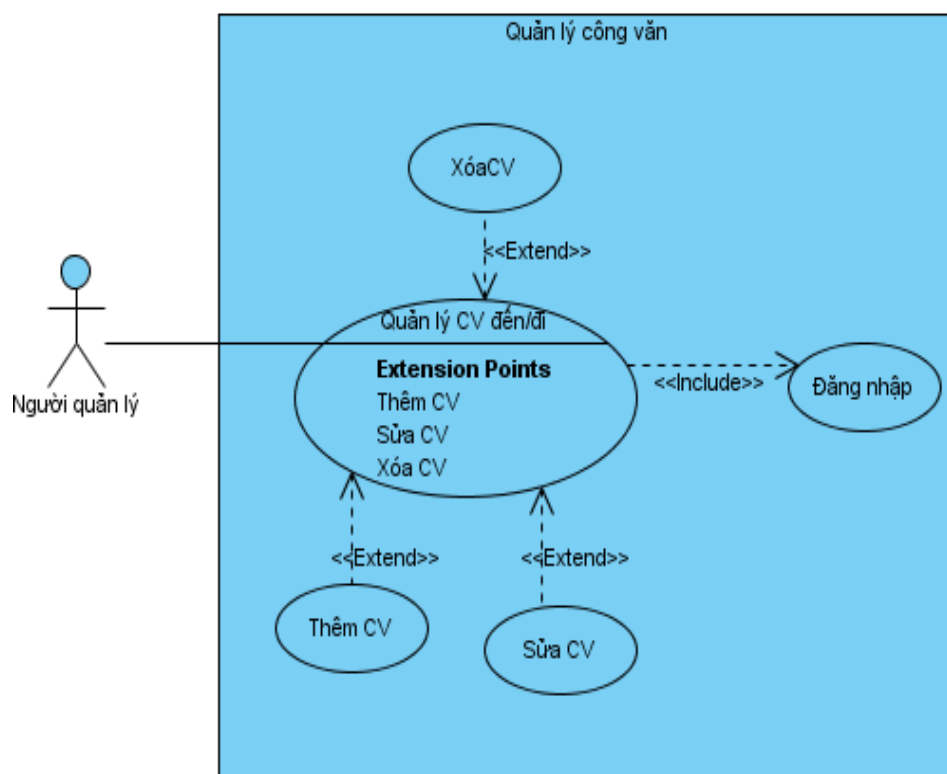 Quản lý công văn
XóaCV
<<Extend>>
Quản lý CV đến/đi
Extension Points
Thêm CV
Sửa CV
Xóa CV
<<Include>>
Đăng nhập
Người quản lý
<<Extend>>
<<Extend>>
Thêm CV
Sửa CV